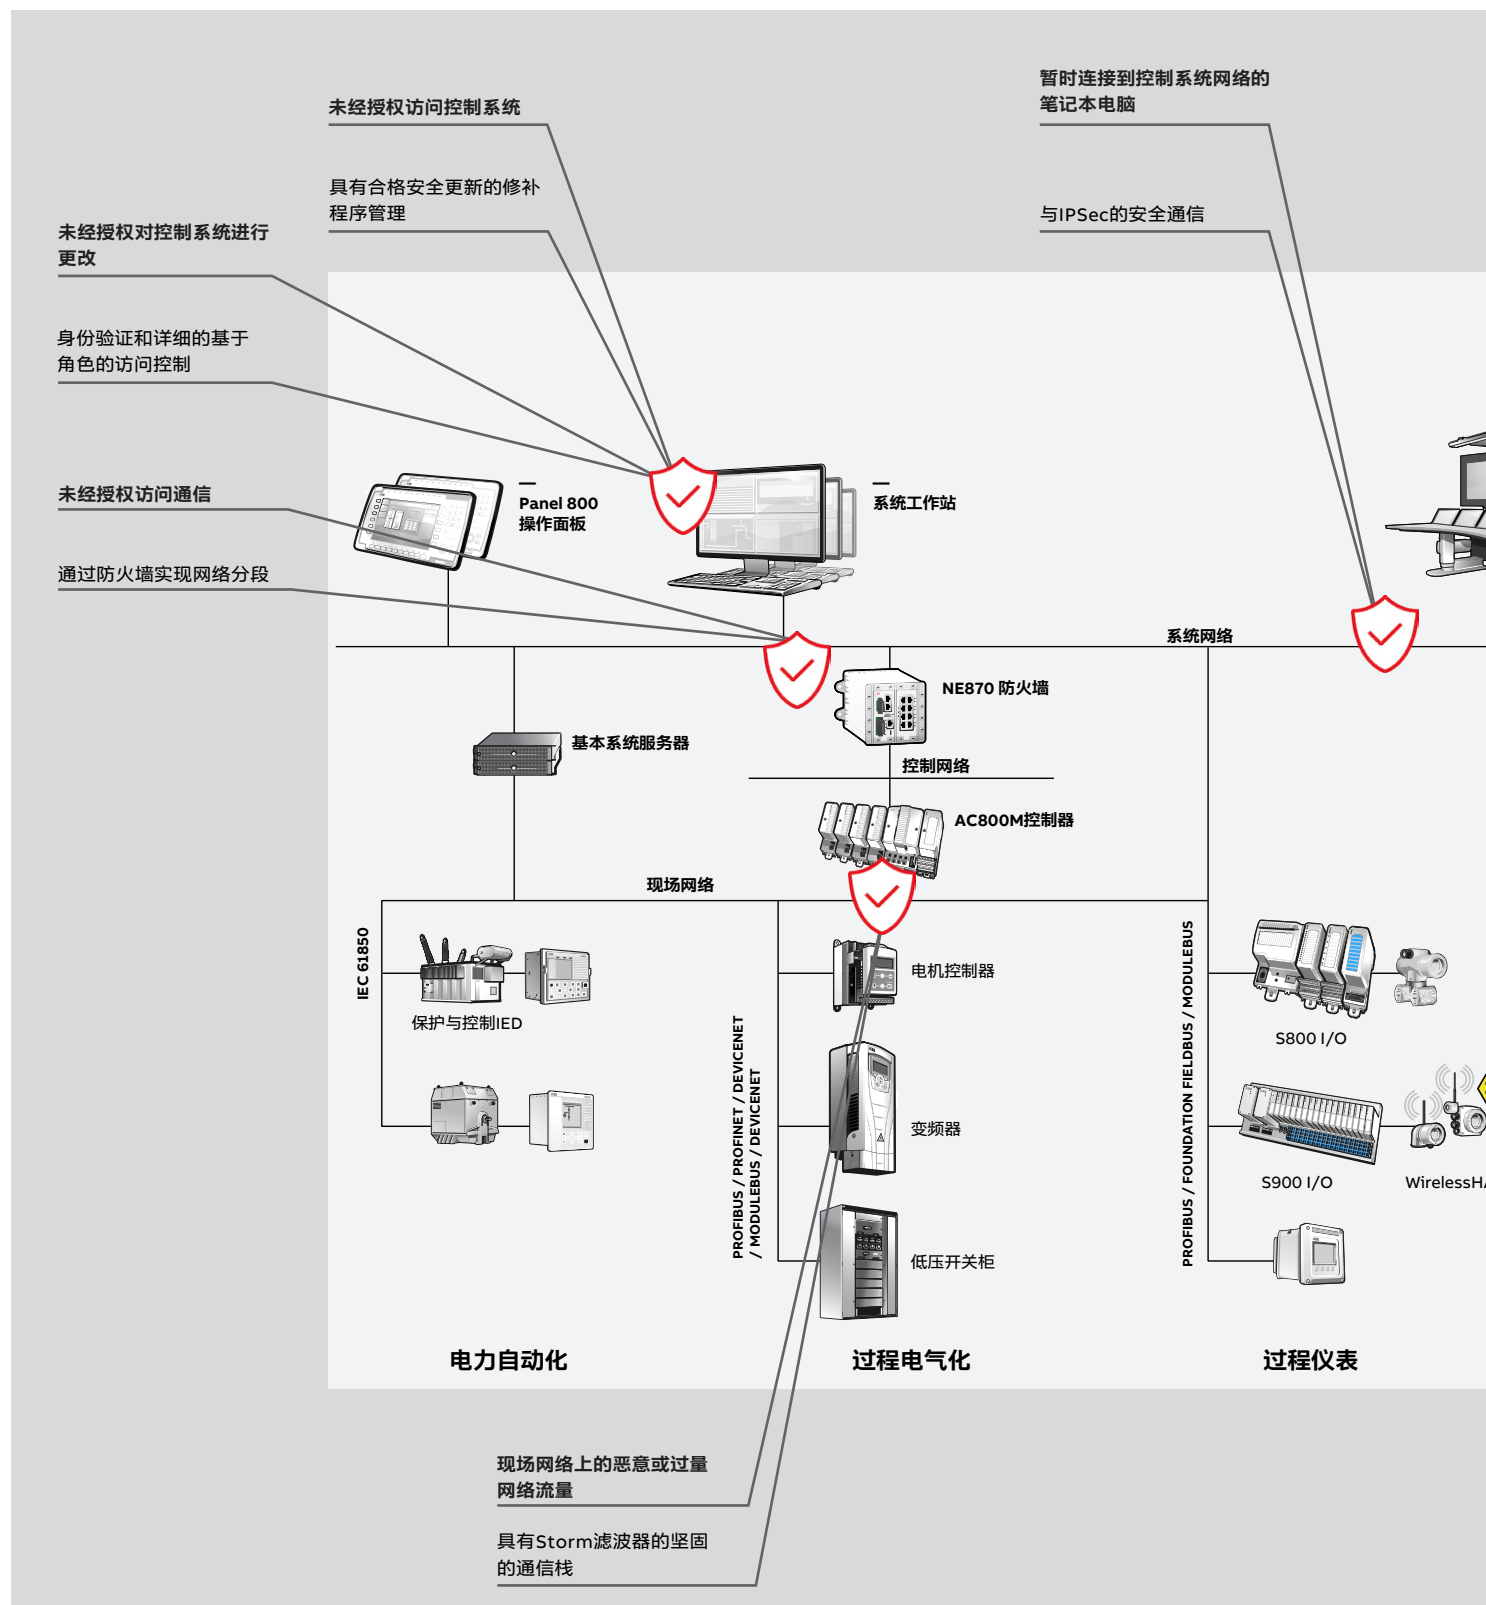 暂时连接到控制系统网络的
笔记本电脑
未经授权访问控制系统
具有合格安全更新的修补
程序管理
与IPSec的安全通信
未经授权对控制系统进行
更改
身份验证和详细的基于
角色的访问控制
未经授权访问通信
Panel 800
操作面板
系统工作站
通过防火墙实现网络分段
系统网络
NE870 防火墙
基本系统服务器
控制网络
AC800M控制器
现场网络
IEC 61850
保护与控制IED
PROFIBUS / PROFINET / DEVICENET
/ MODULEBUS / DEVICENET
电机控制器
变频器
低压开关柜
PROFIBUS / FOUNDATION FIELDBUS / MODULEBUS
S800 I/O
S900 I/O
WirelessHA
电力自动化
过程电气化
过程仪表
现场网络上的恶意或过量
网络流量
具有Storm滤波器的坚固
的通信栈